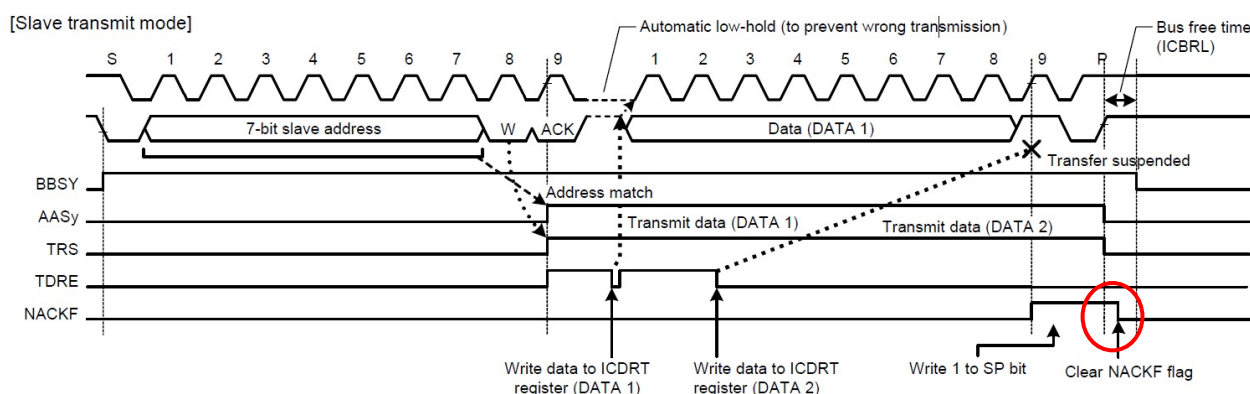 [Slave transmit mode]
Automatic low-hold (to prevent wrong transmission)
Bus free time
(ICBRL)
S 1 2 3 4 5 6 7 8 9 1 2 3 4 5 6 7 8 9 P
7-bit slave address W ACK Data (DATA 1)
Transfer suspended
BBSY
Address match
AASy
Transmit data (DATA 1) Transmit data (DATA 2)
TRS
TDRE
NACKF
Write data to ICDRT
register (DATA 1)
Write data to ICDRT
register (DATA 2)
Write 1 to SP bit
Clear NACKF flag